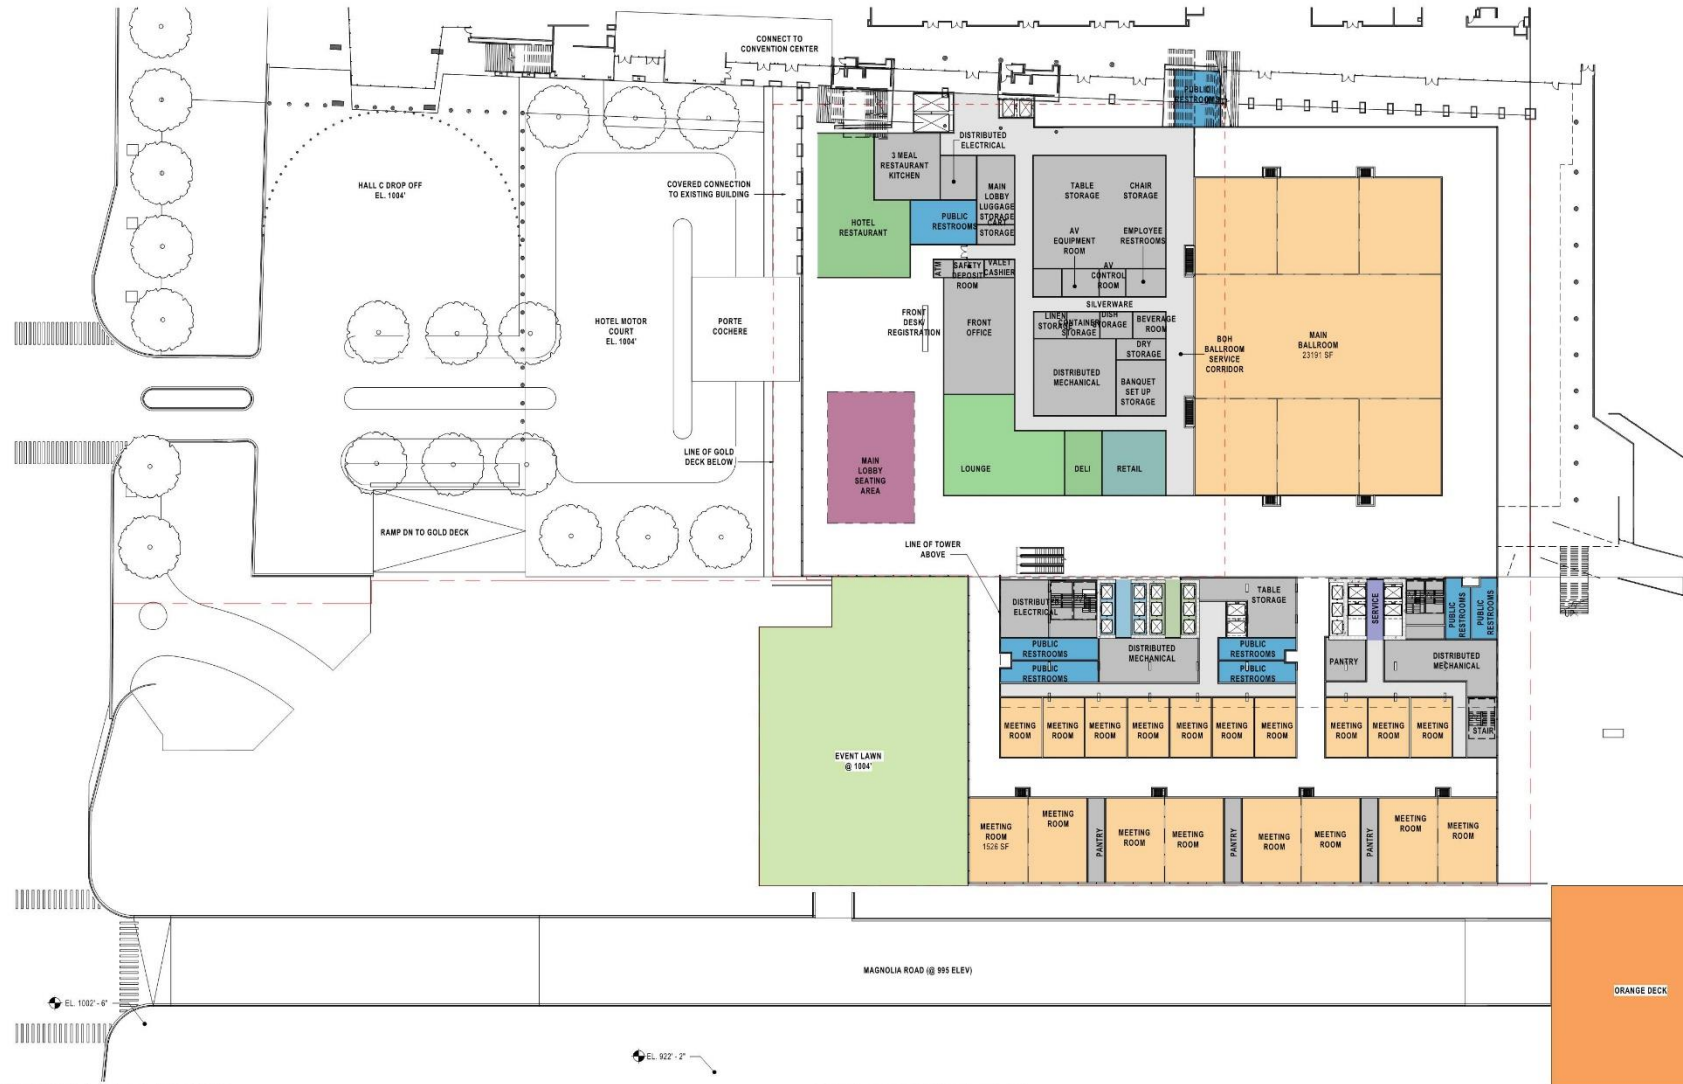 CONNECT TO
CONVENTION CENTER
PUBLIC
RESTROOMS
DISTRIBUTED
ELECTRICAL
3 MEAL
RESTAURANT
KITCHEN
HALL C DROP OFF
EL. 1004'
COVERED CONNECTION
TO EXISTING BUILDING
MAIN
LOBBY
LUGGAGE
STORAGE
CART
STORAGE
TABLE
STORAGE
CHAIR
STORAGE
HOTEL
RESTAURANT
PUBLIC
RESTROOMS
AV
EQUIPMENT
ROOM
EMPLOYEE
RESTROOMS
ATM
SAFETY
DEPOSIT
ROOM
VALET
CASHIER
AV
CONTROL
ROOM
SILVERWARE
HOTEL MOTOR
COURT
EL. 1004'
PORTE
COCHERE
FRONT
DESK/
REGISTRATION
FRONT
OFFICE
LINEN
STORAGE
CONTAINER
STORAGE
DISH
STORAGE
BEVERAGE
ROOM
DRY
STORAGE
BOH
BALLROOM
SERVICE
CORRIDOR
MAIN
BALLROOM
23191 SF
DISTRIBUTED
MECHANICAL
BANQUET
SET UP
STORAGE
LINE OF GOLD
DECK BELOW
MAIN
LOBBY
SEATING
AREA
LOUNGE
DELI
RETAIL
RAMP DN TO GOLD DECK
LINE OF TOWER
ABOVE
DISTRIBUTED
ELECTRICAL
TABLE
STORAGE
SERVICE
PUBLIC
RESTROOMS
PUBLIC
RESTROOMS
PUBLIC
RESTROOMS
PUBLIC
RESTROOMS
DISTRIBUTED
MECHANICAL
PUBLIC
RESTROOMS
PUBLIC
RESTROOMS
PANTRY
DISTRIBUTED
MECHANICAL
MEETING
ROOM
MEETING
ROOM
MEETING
ROOM
MEETING
ROOM
MEETING
ROOM
MEETING
ROOM
MEETING
ROOM
MEETING
ROOM
MEETING
ROOM
MEETING
ROOM
STAIR
EVENT LAWN
@ 1004'
MEETING
ROOM
1526 SF
MEETING
ROOM
PANTRY
MEETING
ROOM
MEETING
ROOM
PANTRY
MEETING
ROOM
MEETING
ROOM
PANTRY
MEETING
ROOM
MEETING
ROOM
MAGNOLIA ROAD (@ 995 ELEV)
ORANGE DECK
EL. 1002' - 6"
EL. 922' - 2"